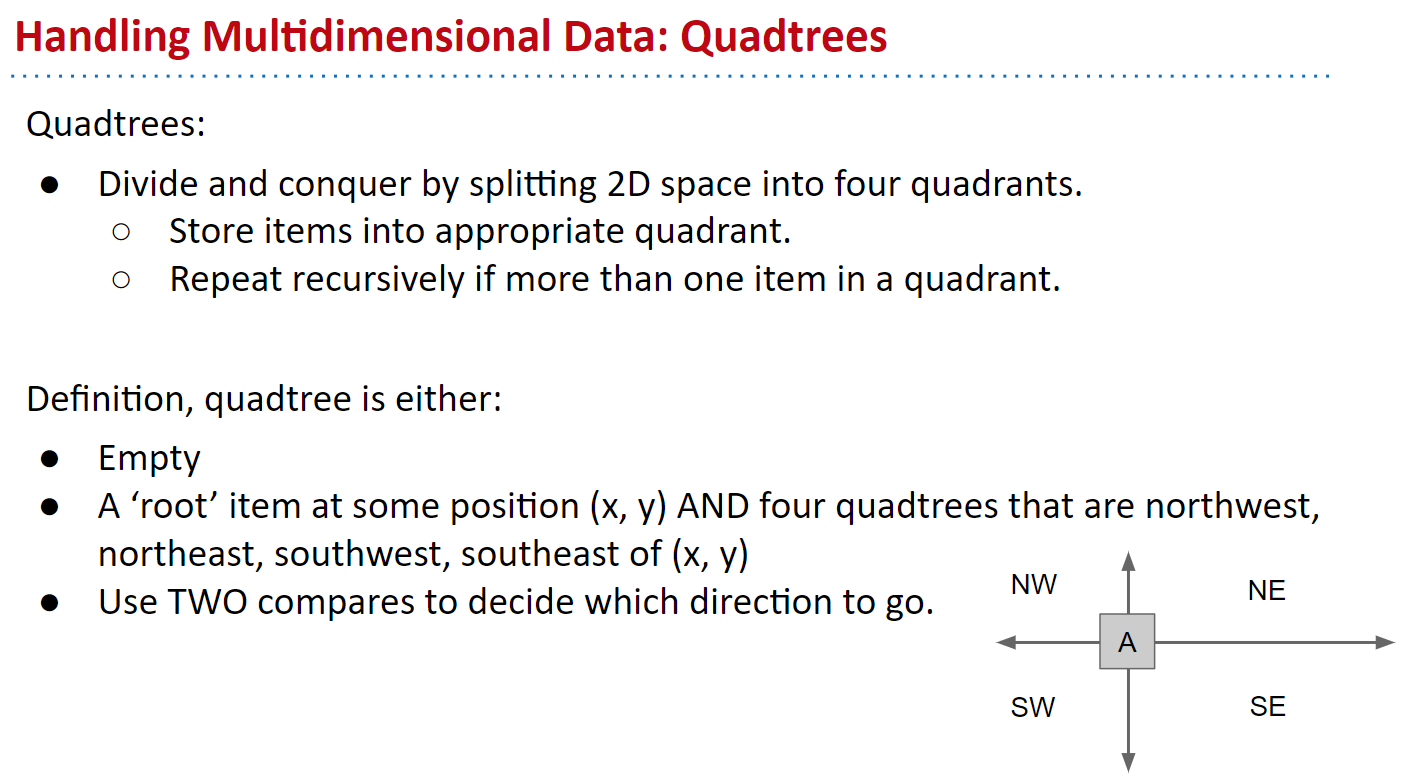 Handling Multidimensional Data: Quadtrees
Quadtrees:
● Divide and conquer by splitting 2D space into four quadrants.
○ Store items into appropriate quadrant.
○ Repeat recursively if more than one item in a quadrant.
Definition, quadtree is either:
● Empty
● A ‘root’ item at some position (x, y) AND four quadtrees that are northwest,
northeast, southwest, southeast of (x, y)
● Use TWO compares to decide which direction to go.
NW
NE
A
SW
SE